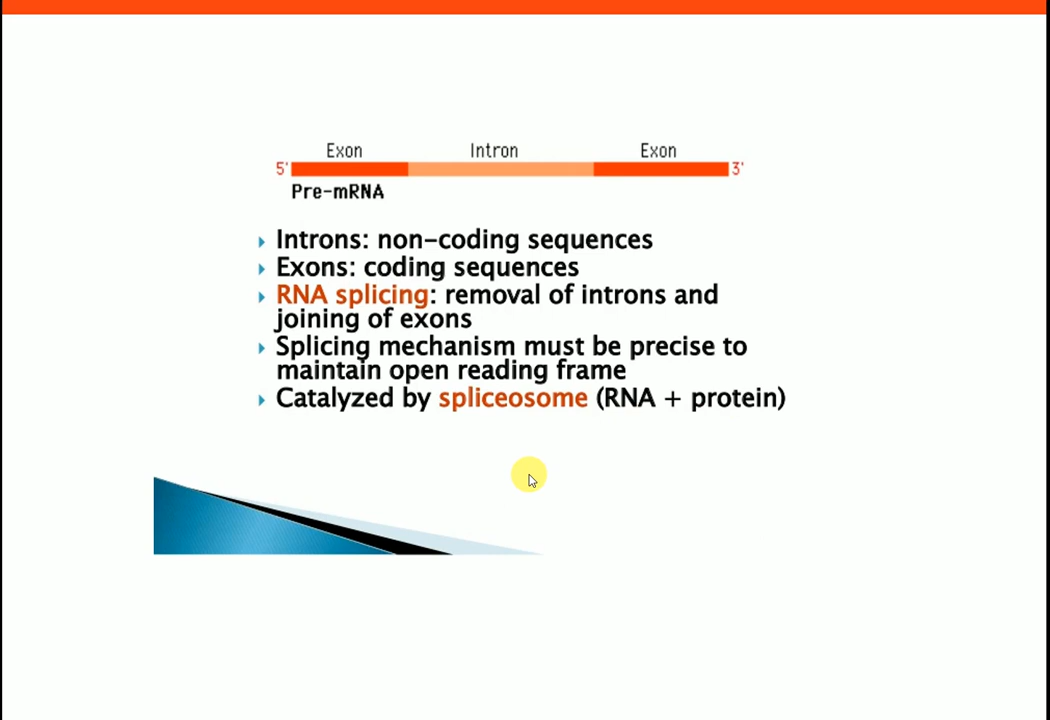 Exon Intron Exon
5' 3'
Pre-mRNA
Introns: non-coding sequences
Exons: coding sequences
RNA splicing: removal of introns and
joining of exons
Splicing mechanism must be precise to
maintain open reading frame
Catalyzed by spliceosome (RNA + protein)